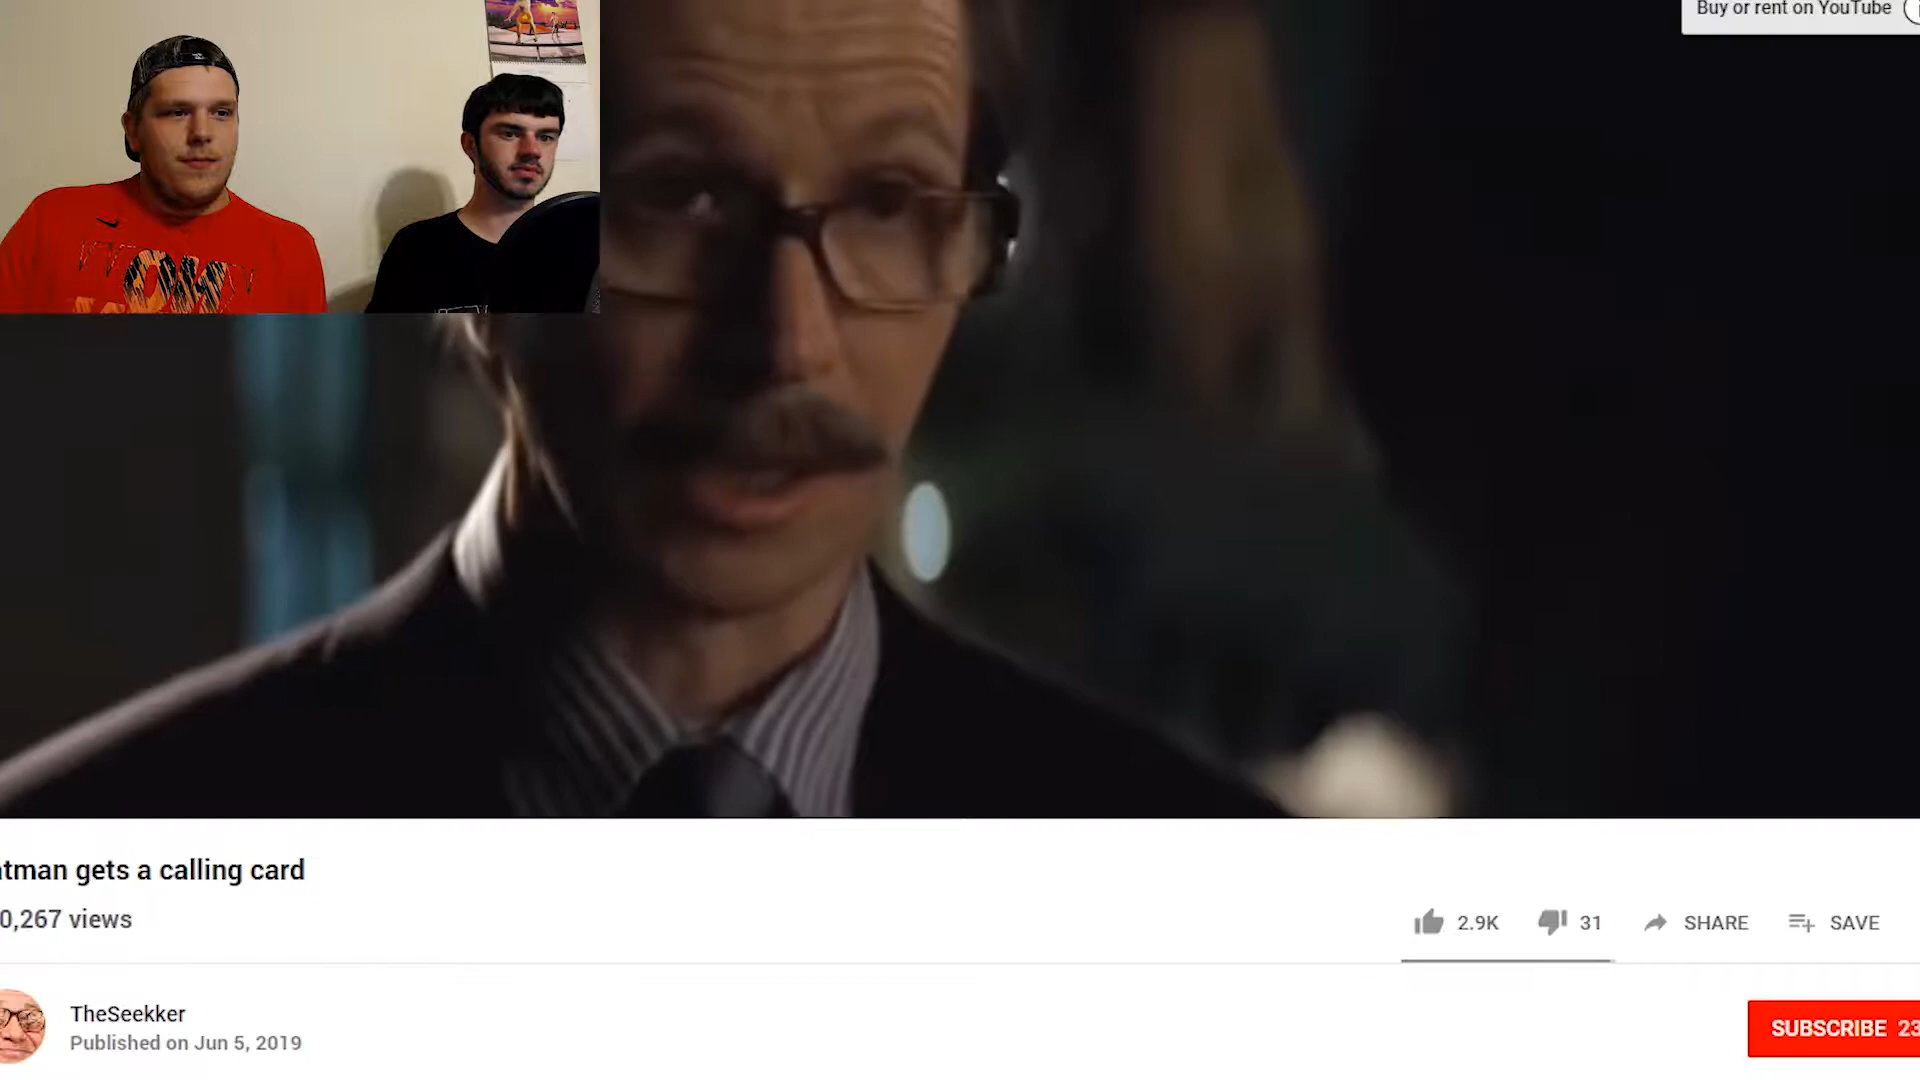 Buy or rent on YouTube
tman gets a calling card
0,267 views
2.9K
31
SHARE
SAVE
TheSeekker
Published on Jun 5, 2019
SUBSCRIBE 23